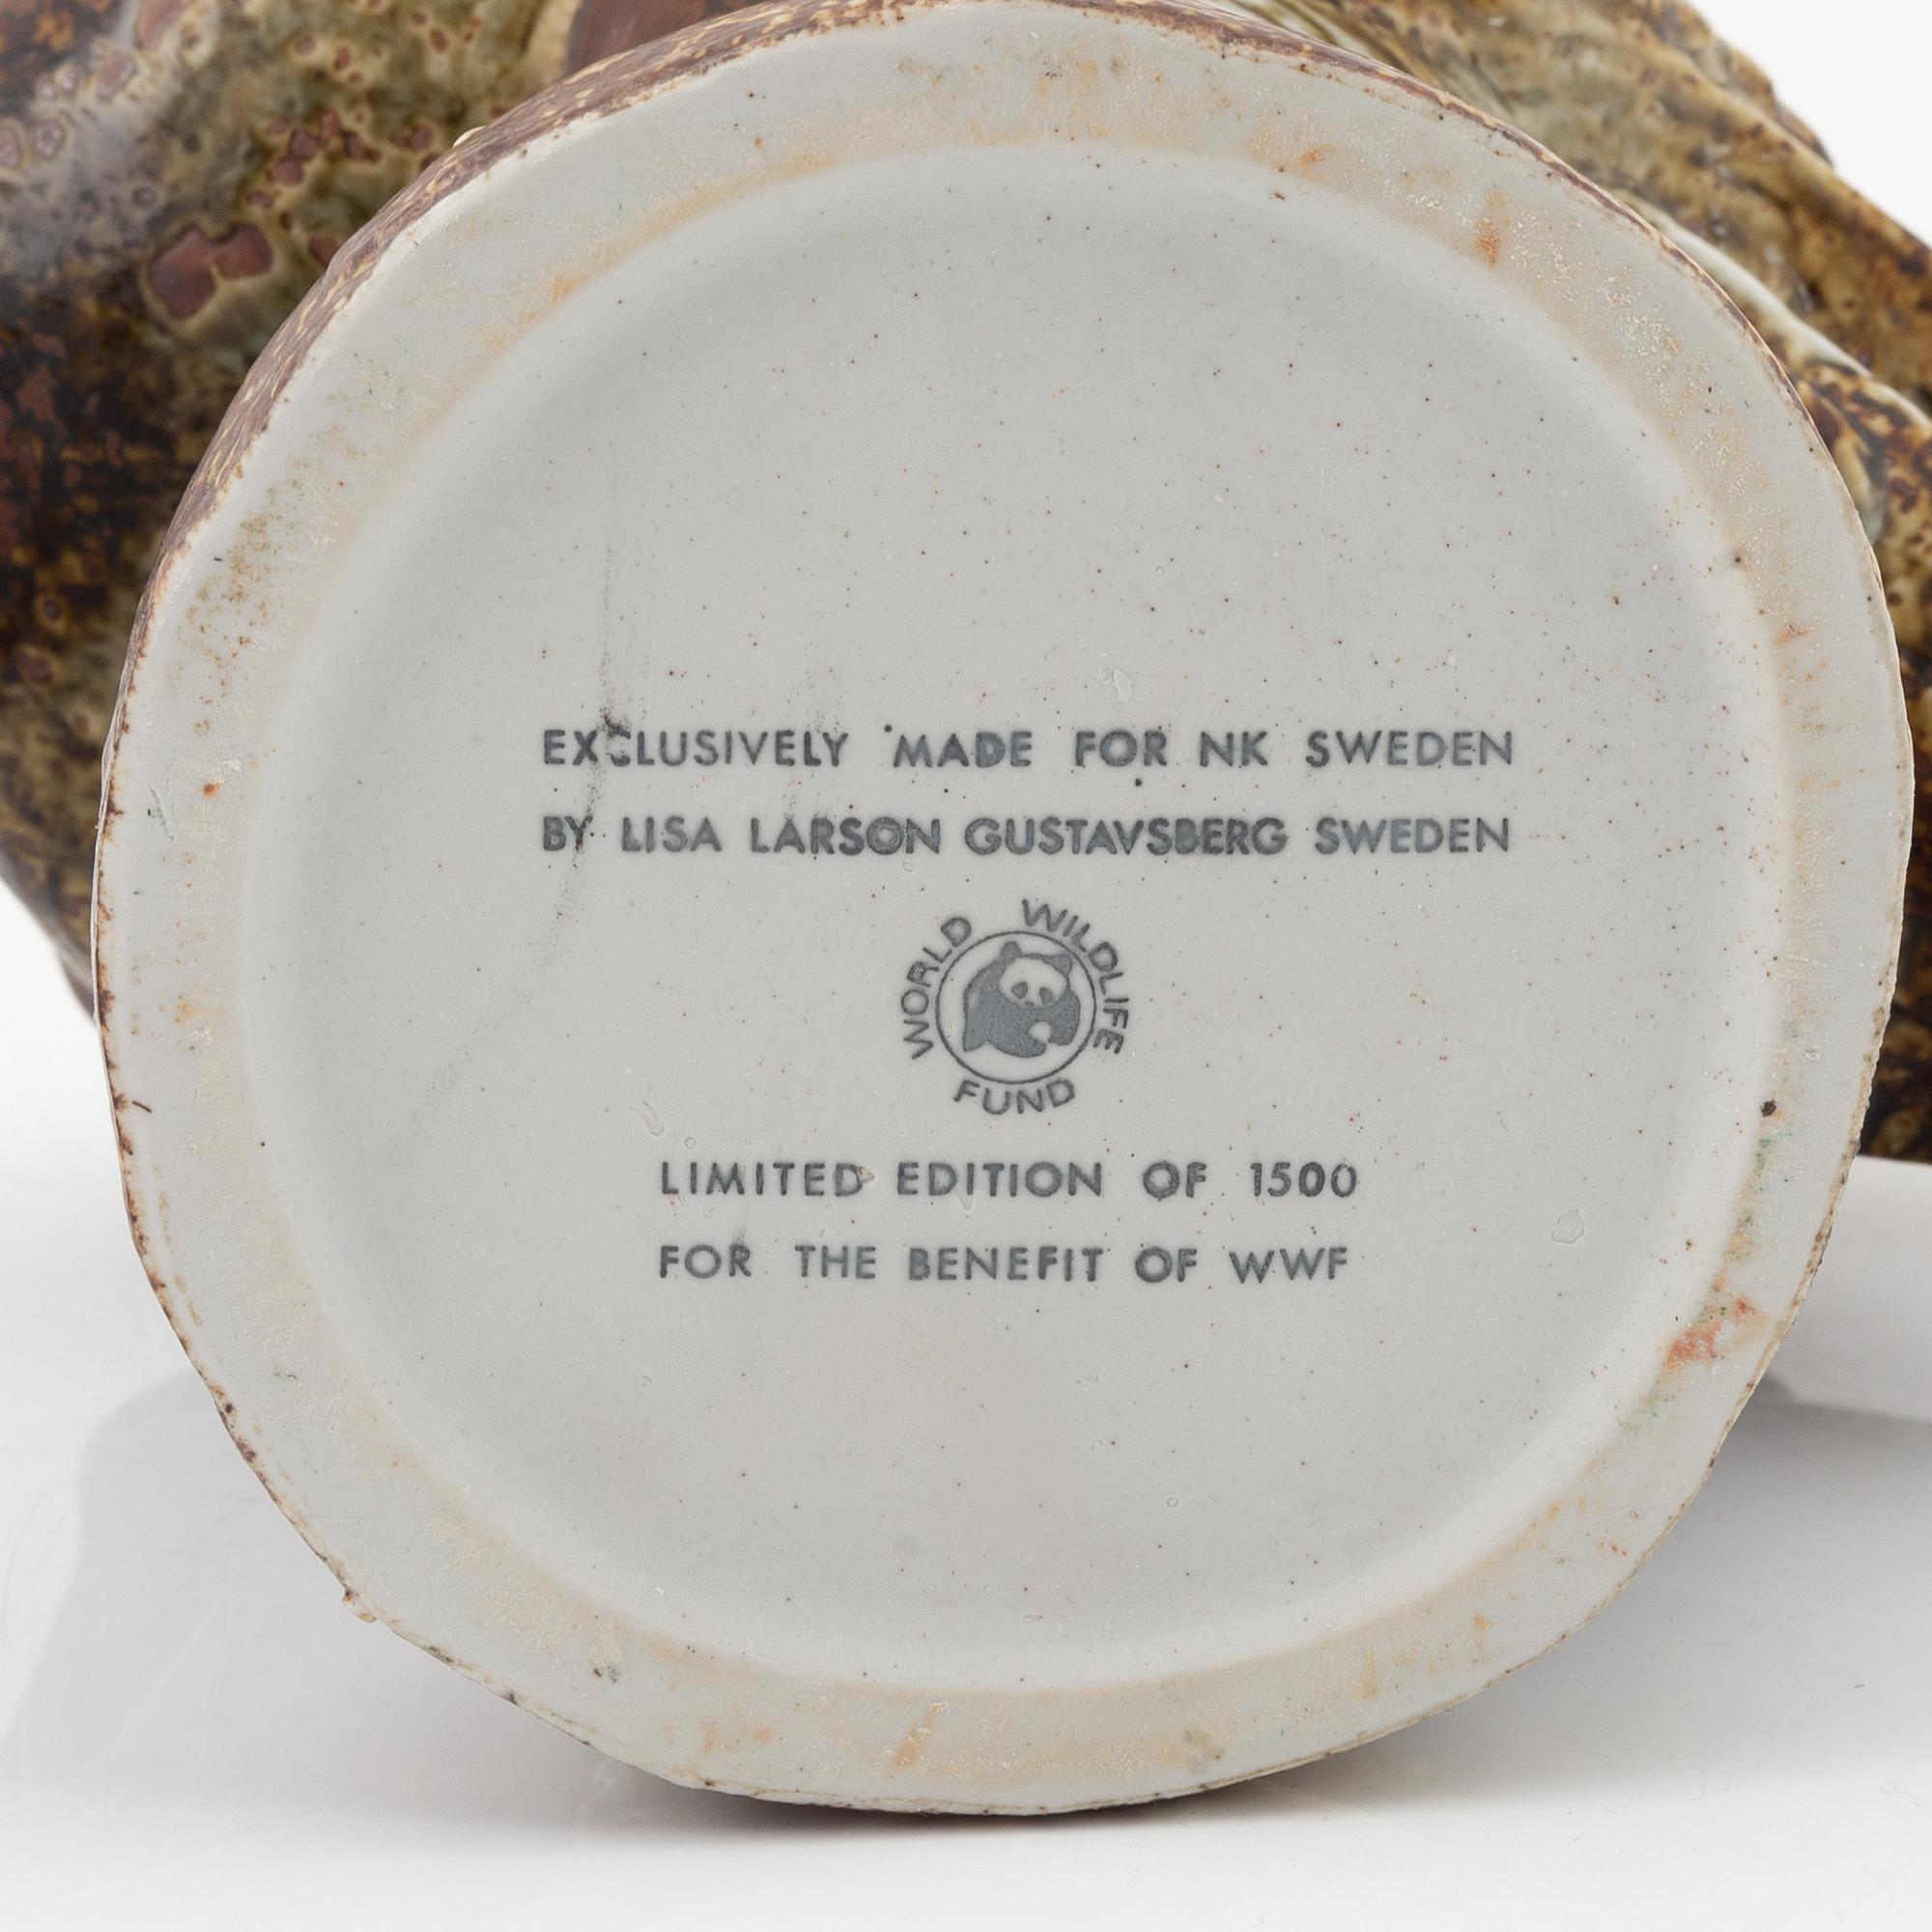 EXCLUSIVELY MADE FOR NK SWEDEN
BY LISA LARSON GUSTAVSBERG SWEDEN
WORLD WILDLIFE FUND
LIMITED EDITION OF 1500
FOR THE BENEFIT OF WWF